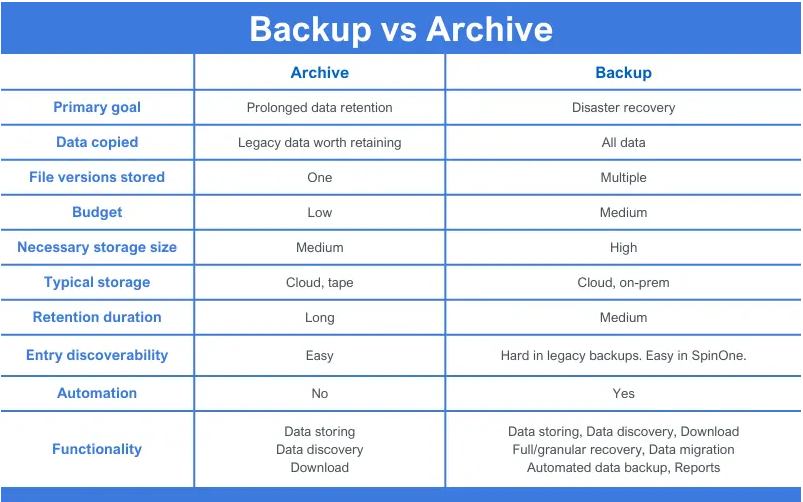 Backup vs Archive
Archive Backup
Primary goal Prolonged data retention Disaster recovery
Data copied Legacy data worth retaining All data
File versions stored One Multiple
Budget Low Medium
Necessary storage size Medium High
Typical storage Cloud, tape Cloud, on-prem
Retention duration Long Medium
Entry discoverability Easy Hard in legacy backups. Easy in SpinOne.
Automation No Yes
Functionality
Data storing
Data discovery
Download
Data storing, Data discovery, Download
Full/granular recovery, Data migration
Automated data backup, Reports